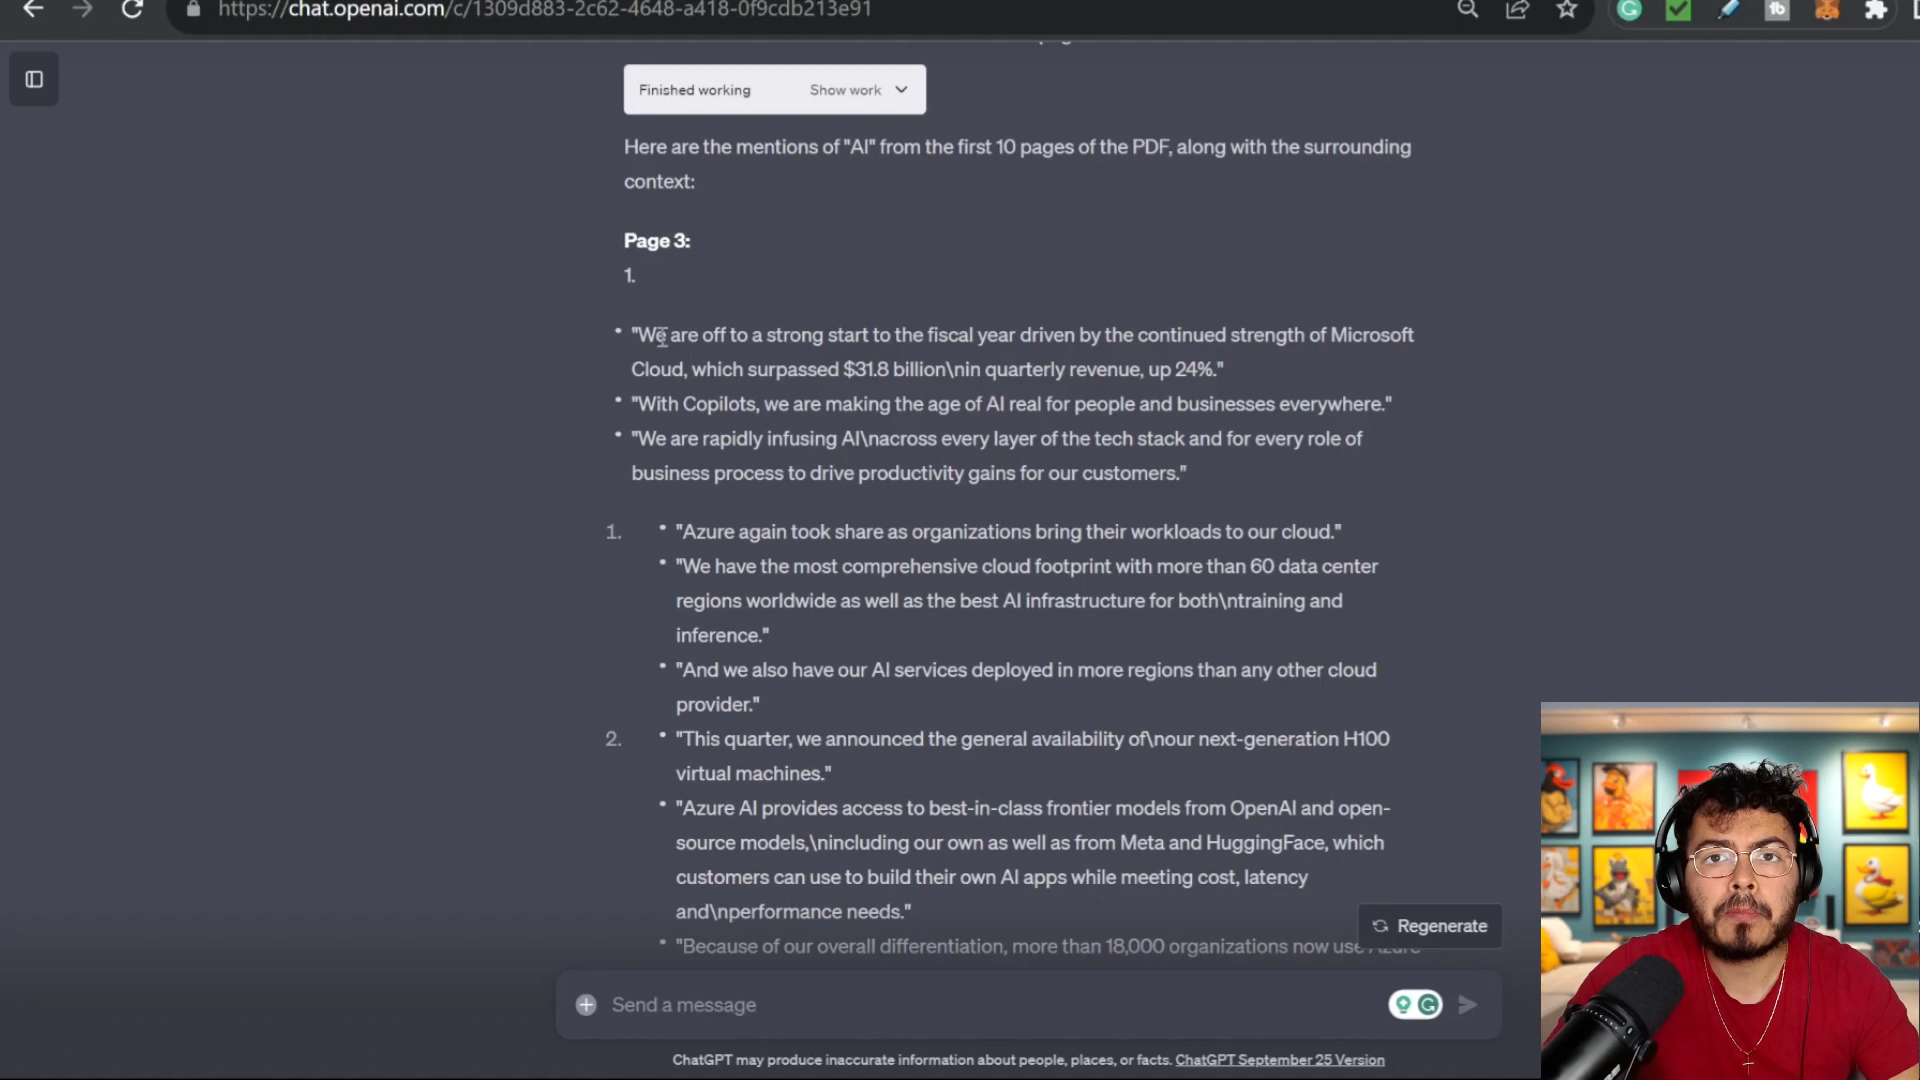 https://chat.openai.com/c/1309d883-2c62-4648-a418-0f9cdb213e91
Finished working Show work
Here are the mentions of "AI" from the first 10 pages of the PDF, along with the surrounding
context:
Page 3:
1.
• "We are off to a strong start to the fiscal year driven by the continued strength of Microsoft
Cloud, which surpassed $31.8 billion\nin quarterly revenue, up 24%."
• "With Copilots, we are making the age of AI real for people and businesses everywhere."
• "We are rapidly infusing AI\nacross every layer of the tech stack and for every role of
business process to drive productivity gains for our customers."
1. • "Azure again took share as organizations bring their workloads to our cloud."
• "We have the most comprehensive cloud footprint with more than 60 data center
regions worldwide as well as the best AI infrastructure for both\ntraining and
inference."
• "And we also have our AI services deployed in more regions than any other cloud
provider."
2. • "This quarter, we announced the general availability of\nour next-generation H100
virtual machines."
• "Azure AI provides access to best-in-class frontier models from OpenAI and open-
source models,\nincluding our own as well as from Meta and HuggingFace, which
customers can use to build their own AI apps while meeting cost, latency
and\nperformance needs."
Regenerate
• "Because of our overall differentiation, more than 18,000 organizations now use Azure
Send a message
ChatGPT may produce inaccurate information about people, places, or facts. ChatGPT September 25 Version